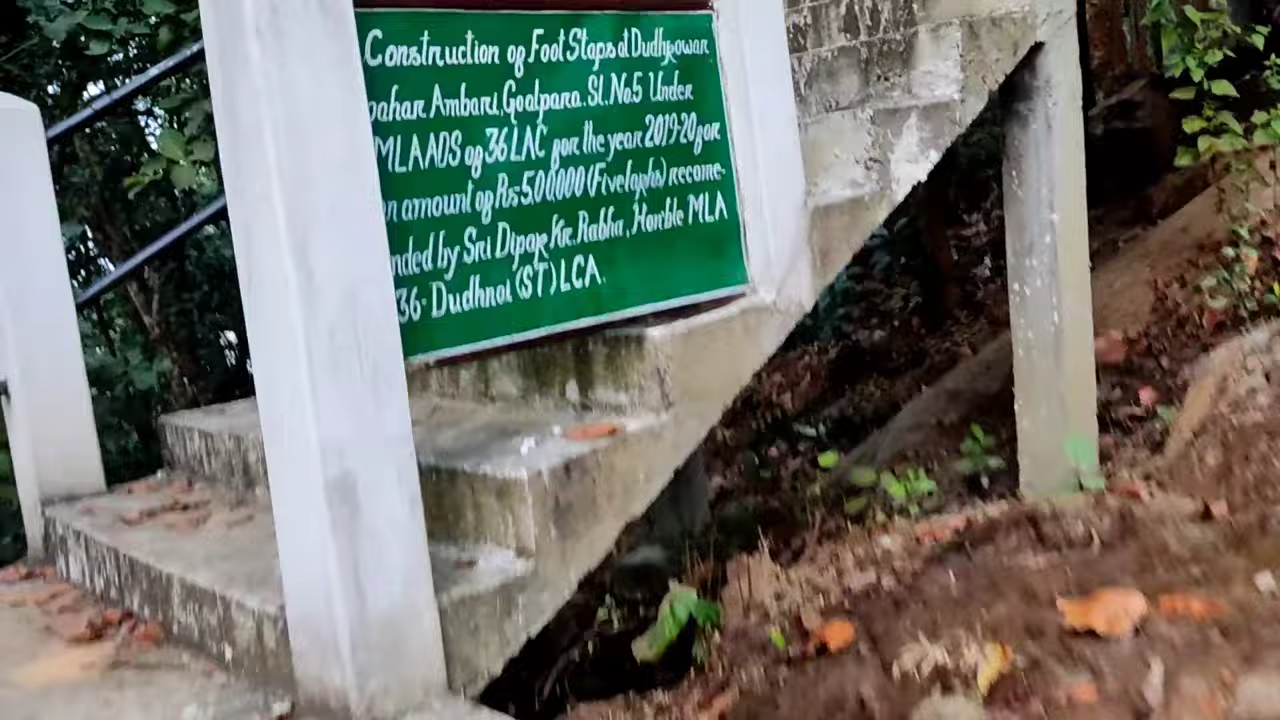 Construction of Foot Steps at Dudhpowar
pahar Ambari, Goalpara. Sl. No 5 Under
MLAADS of 36 LAC for the year 2019-20 for
n amount of Rs 500000 (Five laphs) recome-
nded by Sri Dipak Kr. Rabha, Hon'ble MLA
36- Dudhnoi (ST) LCA.